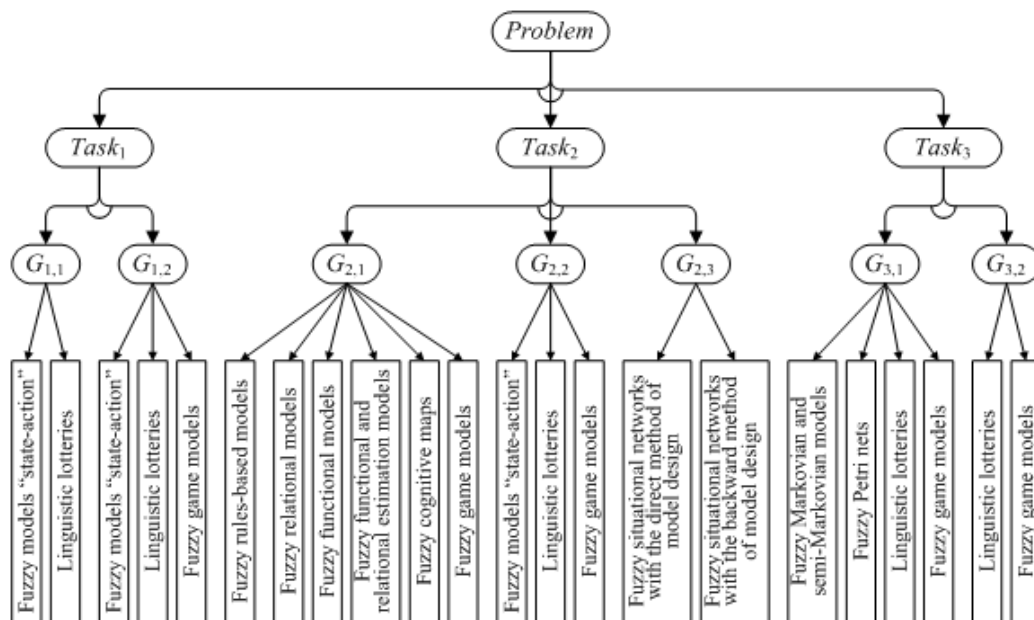 Problem
Task1
Task2
Task3
G1,1
G1,2
G2,1
G2,2
G2,3
G3,1
G3,2
Fuzzy models “state-action”
Linguistic lotteries
Fuzzy models “state-action”
Linguistic lotteries
Fuzzy game models
Fuzzy rules-based models
Fuzzy relational models
Fuzzy functional models
Fuzzy functional and
relational estimation models
Fuzzy cognitive maps
Fuzzy game models
Fuzzy models “state-action”
Linguistic lotteries
Fuzzy game models
Fuzzy situational networks
with the direct method of
model design
Fuzzy situational networks
with the backward method
of model design
Fuzzy Markovian and
semi-Markovian models
Fuzzy Petri nets
Linguistic lotteries
Fuzzy game models
Linguistic lotteries
Fuzzy game models